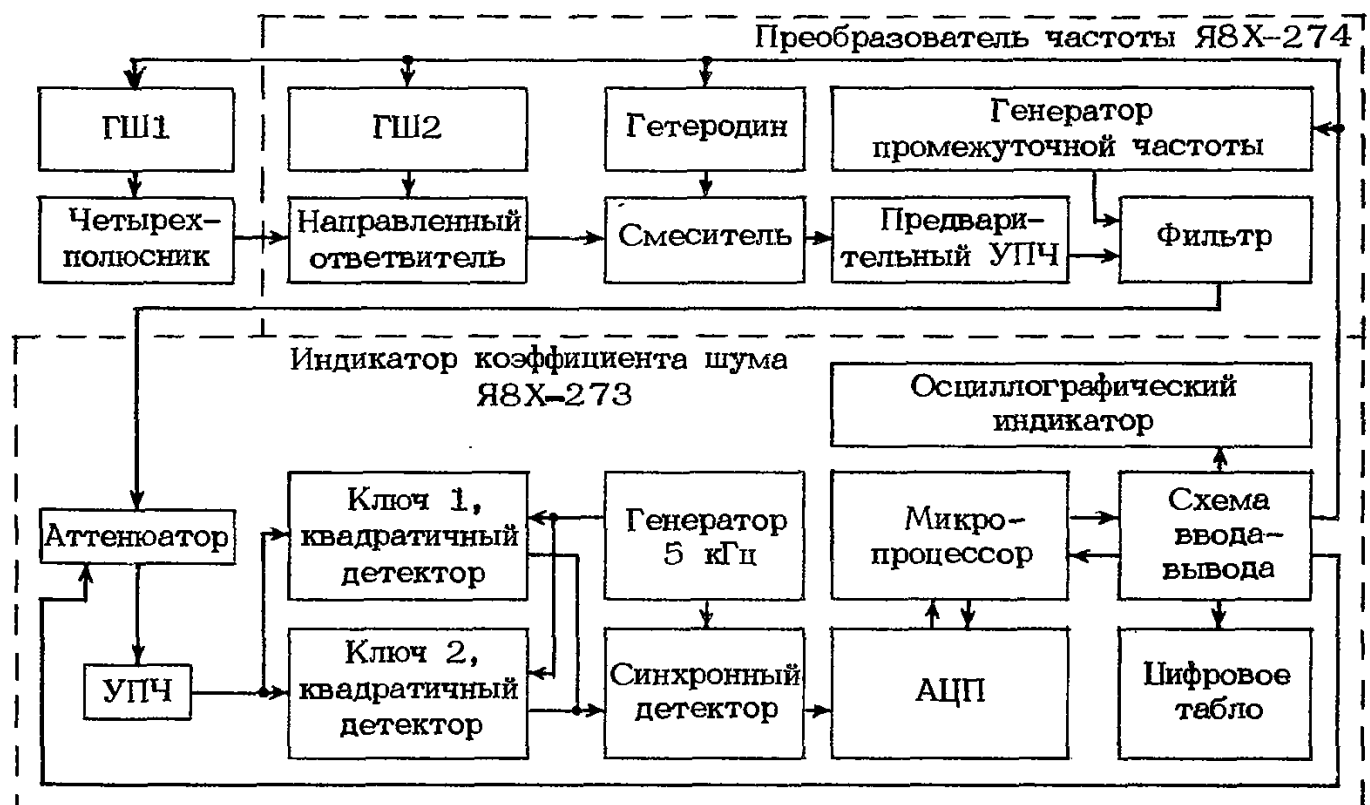 Преобразователь частоты Я8Х-274
ГШ1
ГШ2
Гетеродин
Генератор
промежуточной частоты
Четырех-
полюсник
Направленный
ответвитель
Смеситель
Предвари-
тельный УПЧ
Фильтр
Индикатор коэффициента шума
Я8Х-273
Осциллографический
индикатор
Аттенюатор
Ключ 1,
квадратичный
детектор
Генератор
5 кГц
Микро-
процессор
Схема
ввода-
вывода
УПЧ
Ключ 2,
квадратичный
детектор
Синхронный
детектор
АЦП
Цифровое
табло